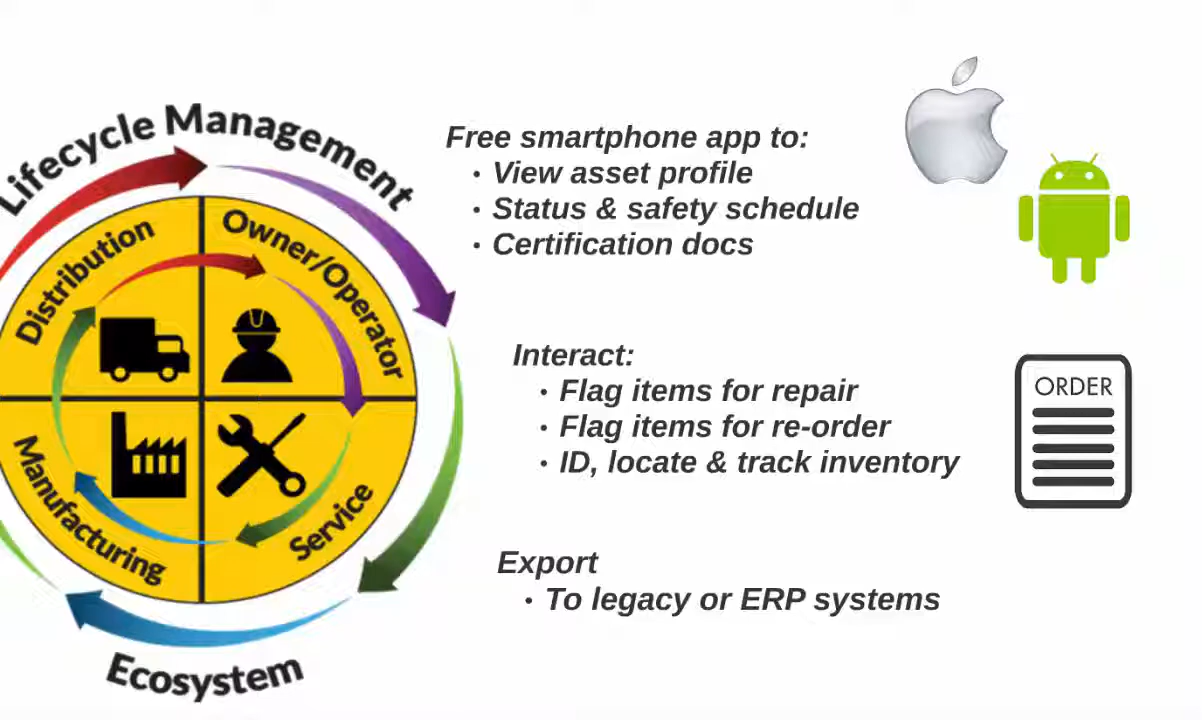 Lifecycle Management
Distribution
Owner/Operator
Manufacturing
Service
Ecosystem
Free smartphone app to:
• View asset profile
• Status & safety schedule
• Certification docs
Interact:
• Flag items for repair
• Flag items for re-order
• ID, locate & track inventory
ORDER
Export
• To legacy or ERP systems